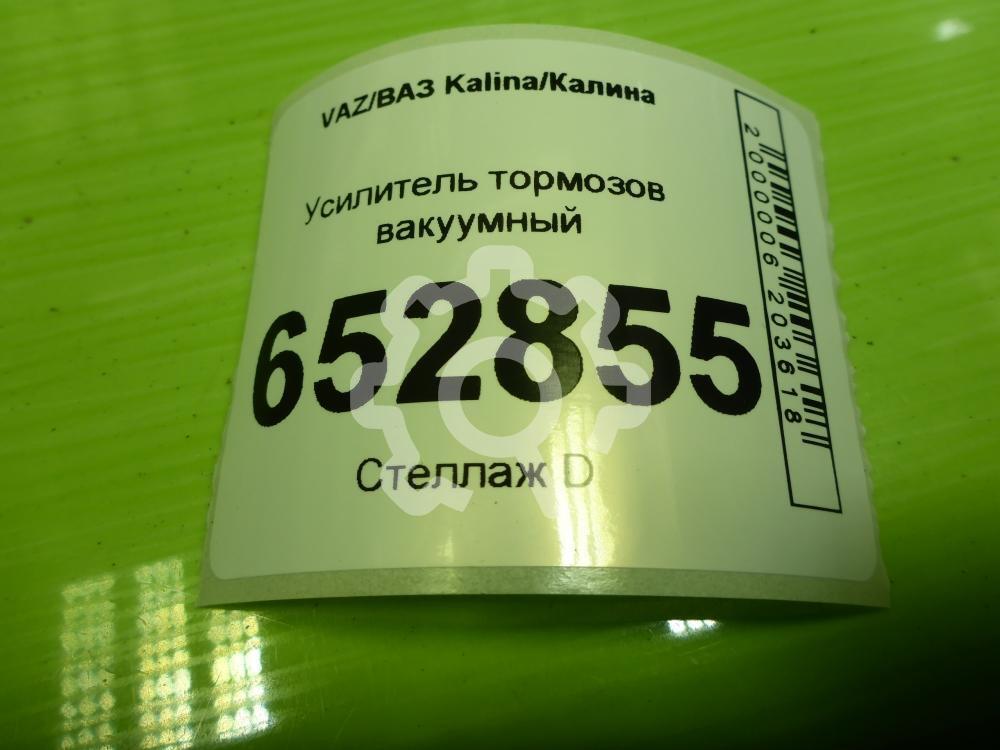 VAZ/ВАЗ Kalina/Калина
Усилитель тормозов
вакуумный
652855
Стеллаж D
2000006203618